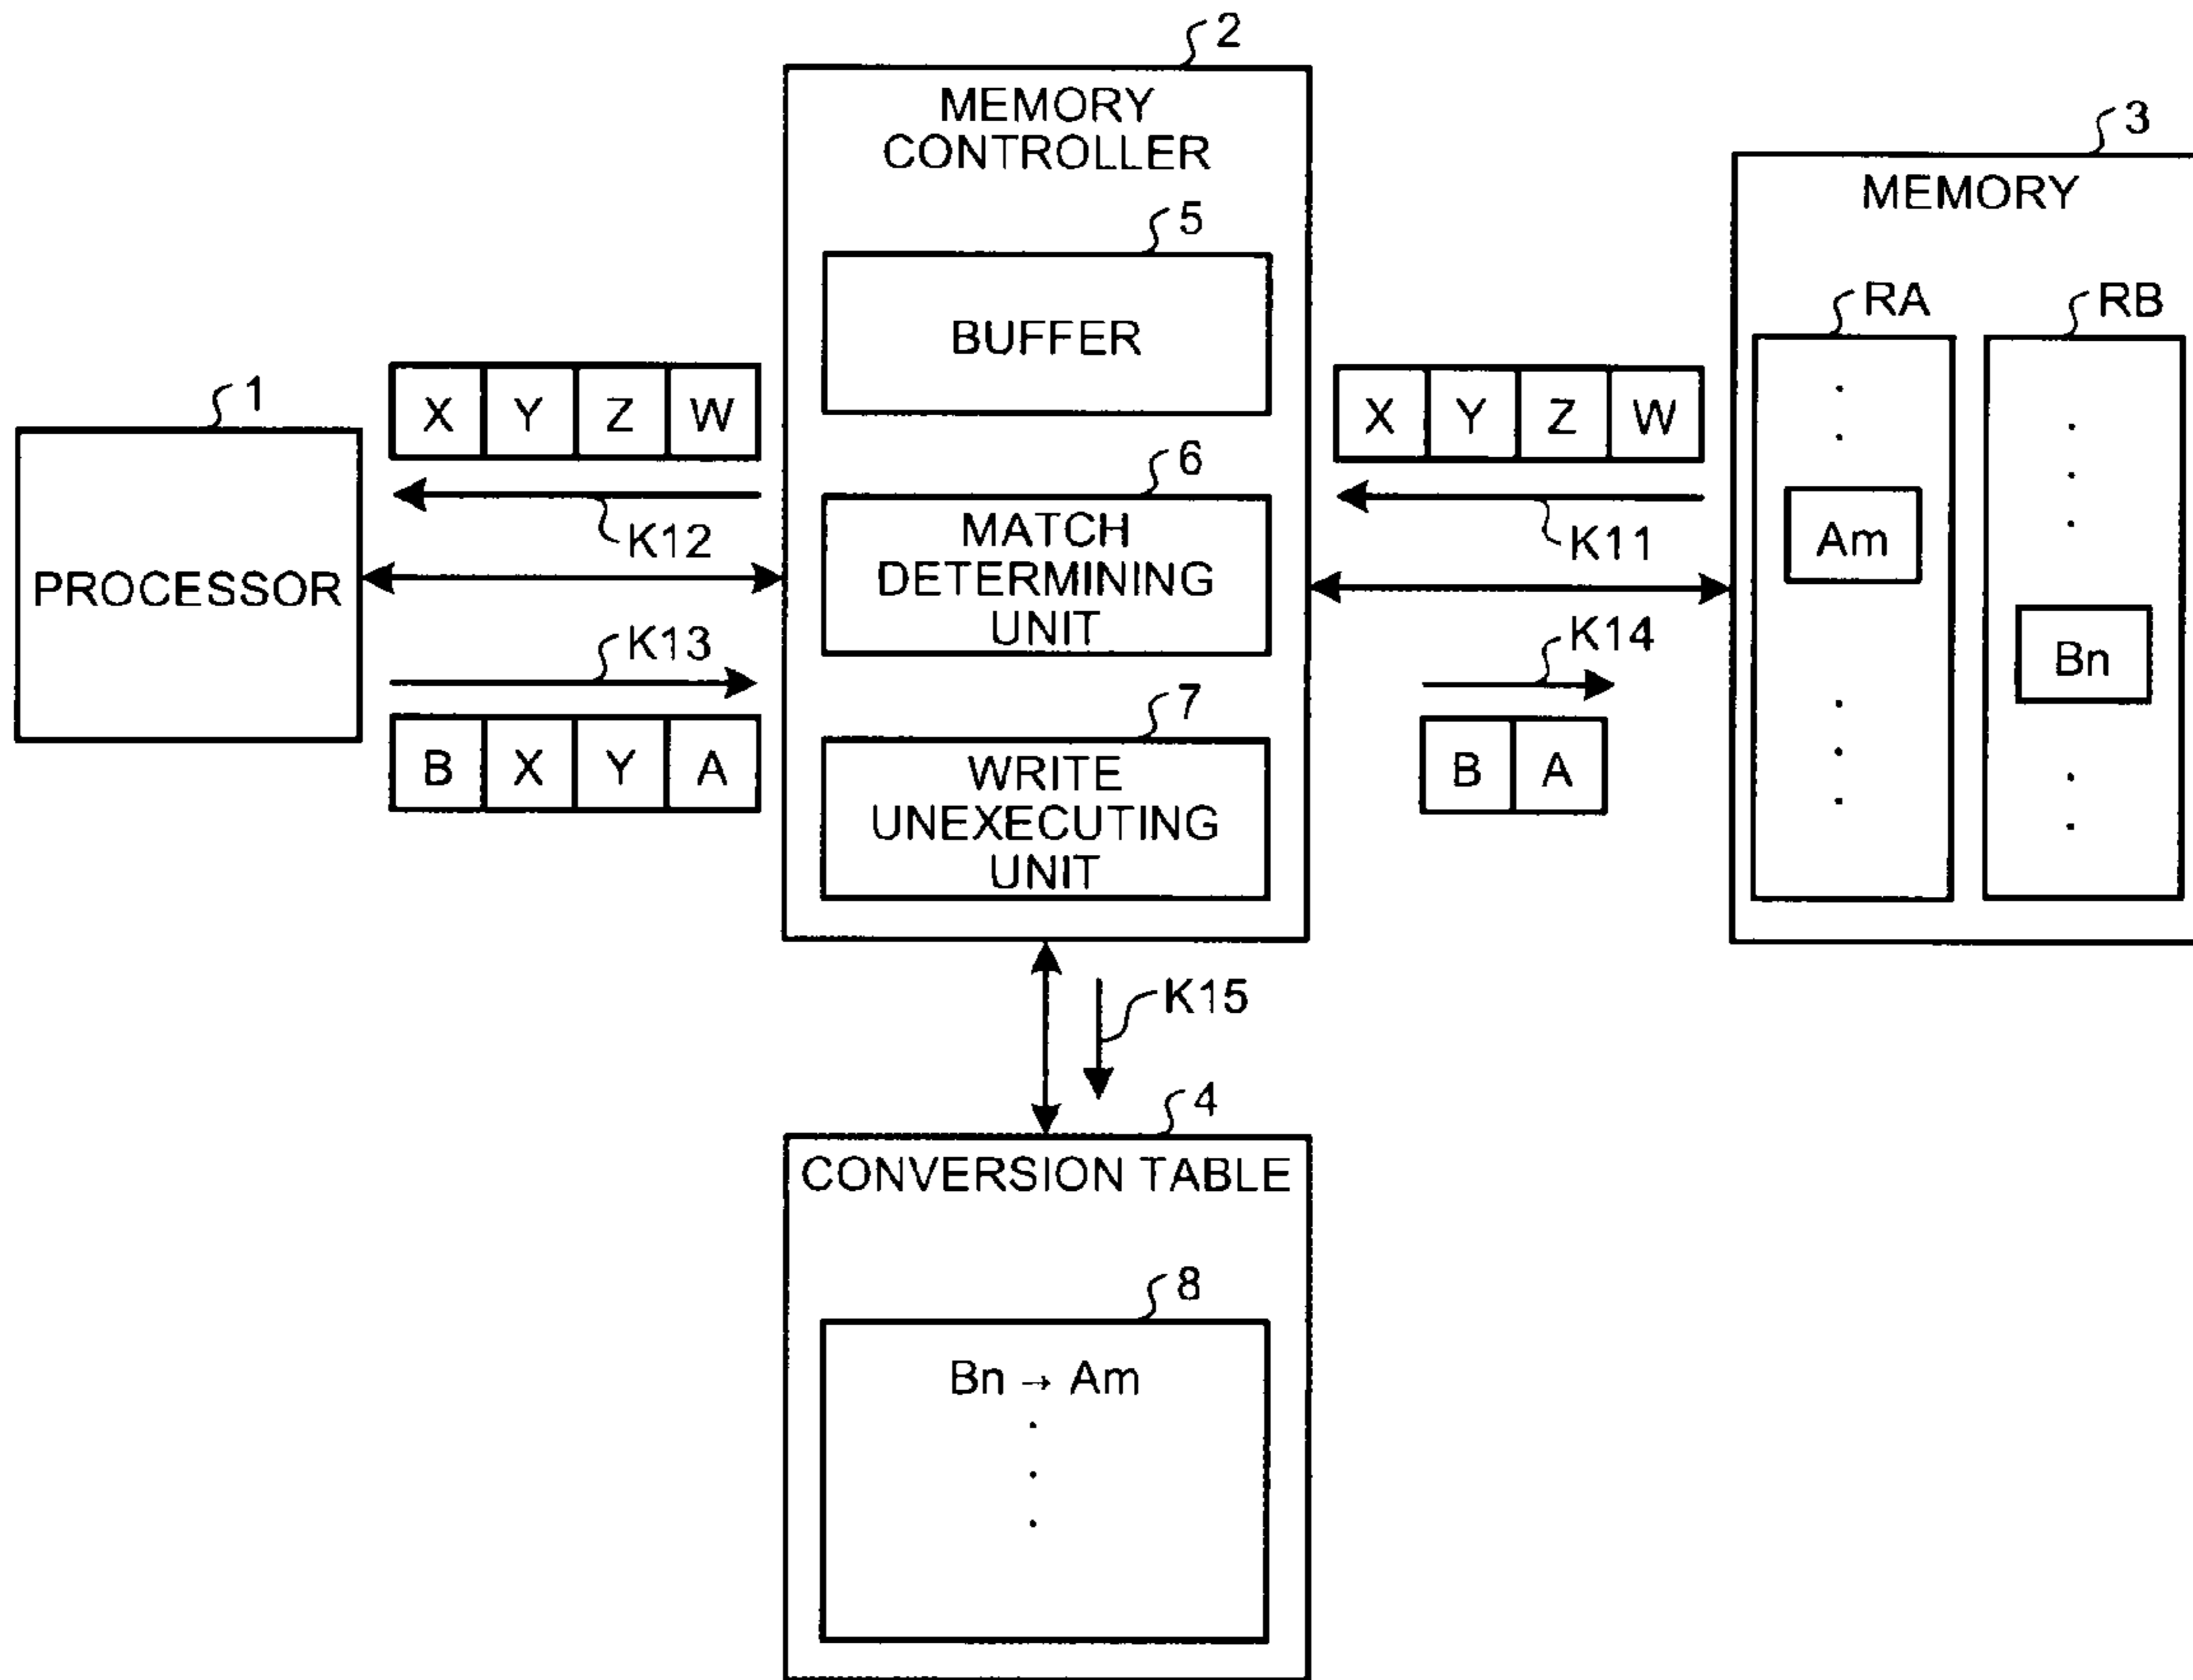 2
MEMORY
CONTROLLER
3
MEMORY
5
BUFFER
RA
RB
1
X Y Z W
X Y Z W
K12
K11
6
MATCH
DETERMINING
UNIT
Am
PROCESSOR
K13
K14
Bn
B X Y A
B A
7
WRITE
UNEXECUTING
UNIT
K15
4
CONVERSION TABLE
8
Bn → Am